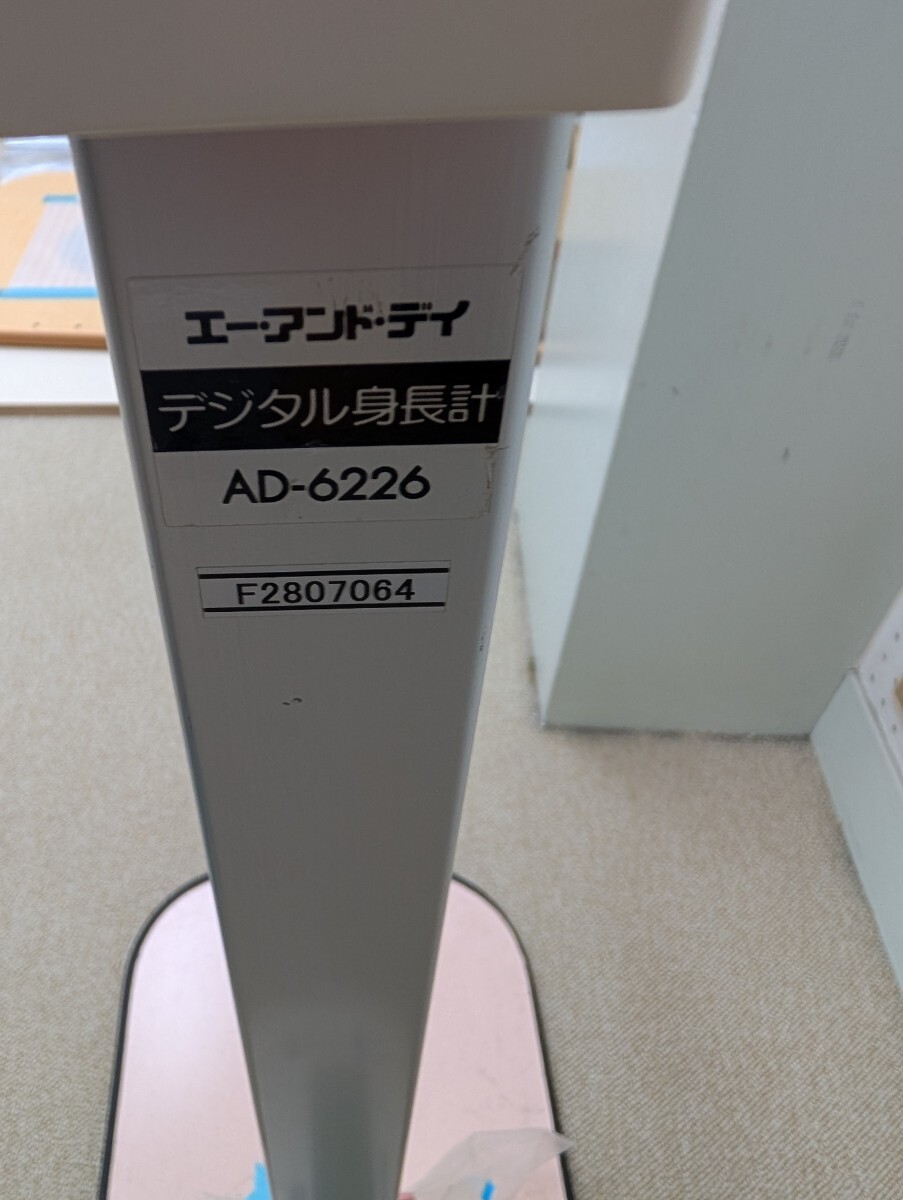 エー・アンド・デイ
デジタル身長計
AD-6226
F2807064